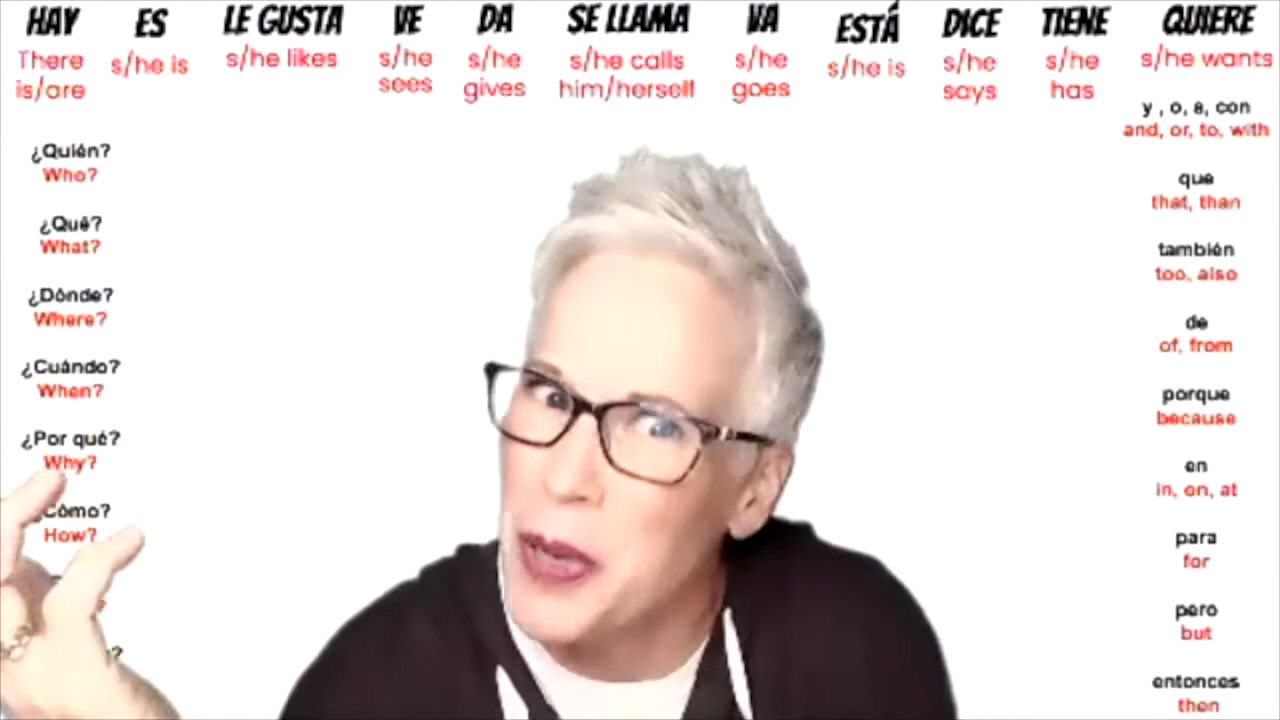 HAY ES LE GUSTA VE DA SE LLAMA VA ESTÁ DICE TIENE QUIERE
There is/are
s/he is
s/he likes
s/he sees
s/he gives
s/he calls him/herself
s/he goes
s/he is
s/he says
s/he has
s/he wants
¿Quién?
Who?
¿Qué?
What?
¿Dónde?
Where?
¿Cuándo?
When?
¿Por qué?
Why?
¿Cómo?
How?
y , o, a, con
and, or, to, with
que
that, than
también
too, also
de
of, from
porque
because
en
in, on, at
para
for
pero
but
entonces
then